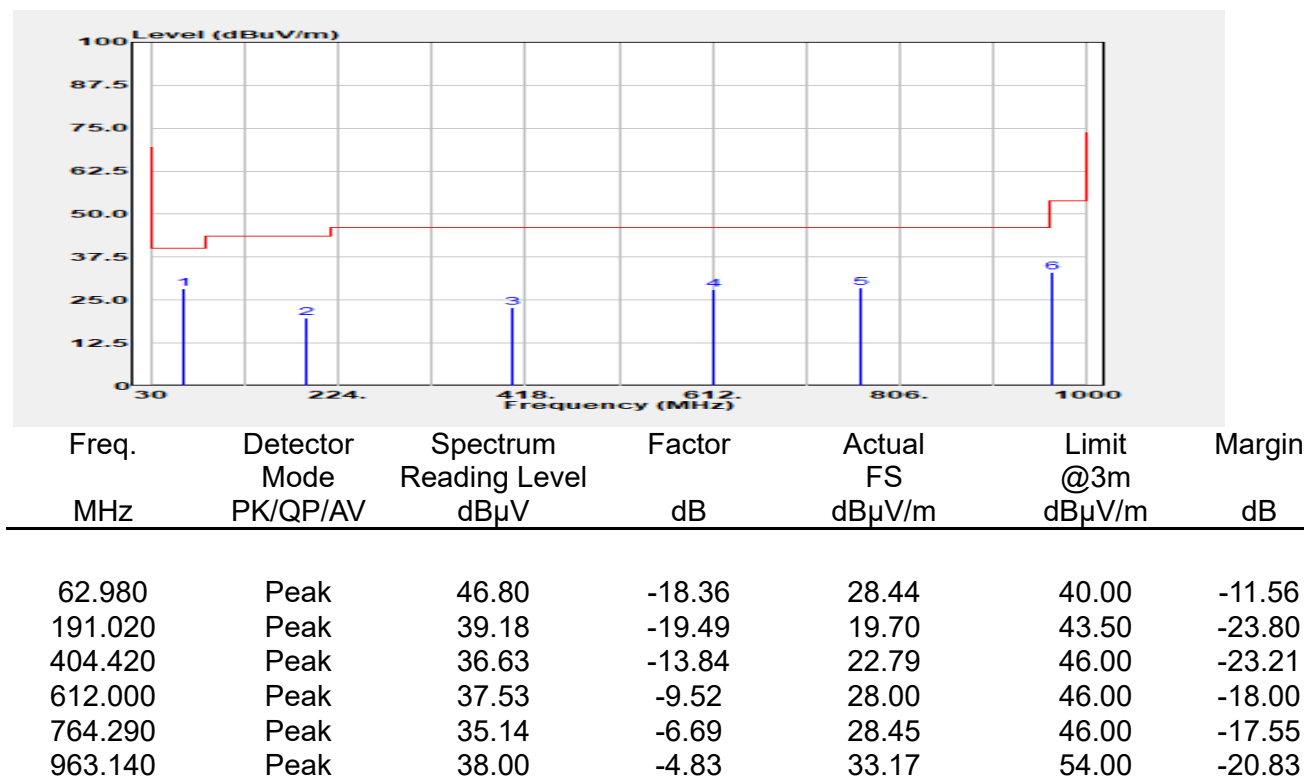 Level (dBuV/m)
100
87.5
75.0
62.5
50.0
37.5
25.0
12.5
0
1
2
3
4
5
6
30 224. 418. 612. 806. 1000
Frequency (MHz)
Freq. Detector Spectrum Factor Actual Limit Margin
Mode Reading Level FS @3m
MHz PK/QP/AV dBµV dB dBµV/m dBµV/m dB
62.980 Peak 46.80 -18.36 28.44 40.00 -11.56
191.020 Peak 39.18 -19.49 19.70 43.50 -23.80
404.420 Peak 36.63 -13.84 22.79 46.00 -23.21
612.000 Peak 37.53 -9.52 28.00 46.00 -18.00
764.290 Peak 35.14 -6.69 28.45 46.00 -17.55
963.140 Peak 38.00 -4.83 33.17 54.00 -20.83